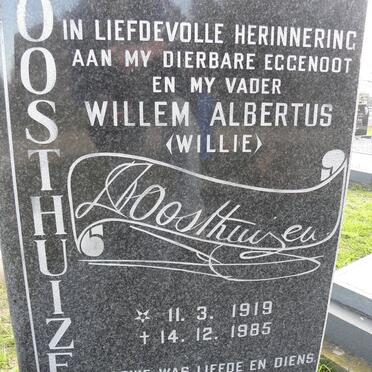 OOSTHUIZE
IN LIEFDEVOLLE HERINNERING
AAN MY DIERBARE EGGENOOT
EN MY VADER
WILLEM ALBERTUS
(WILLIE)
Oosthuizen
☆ 11. 3. 1919
† 14. 12. 1985
WAS LIEFDE EN DIENS